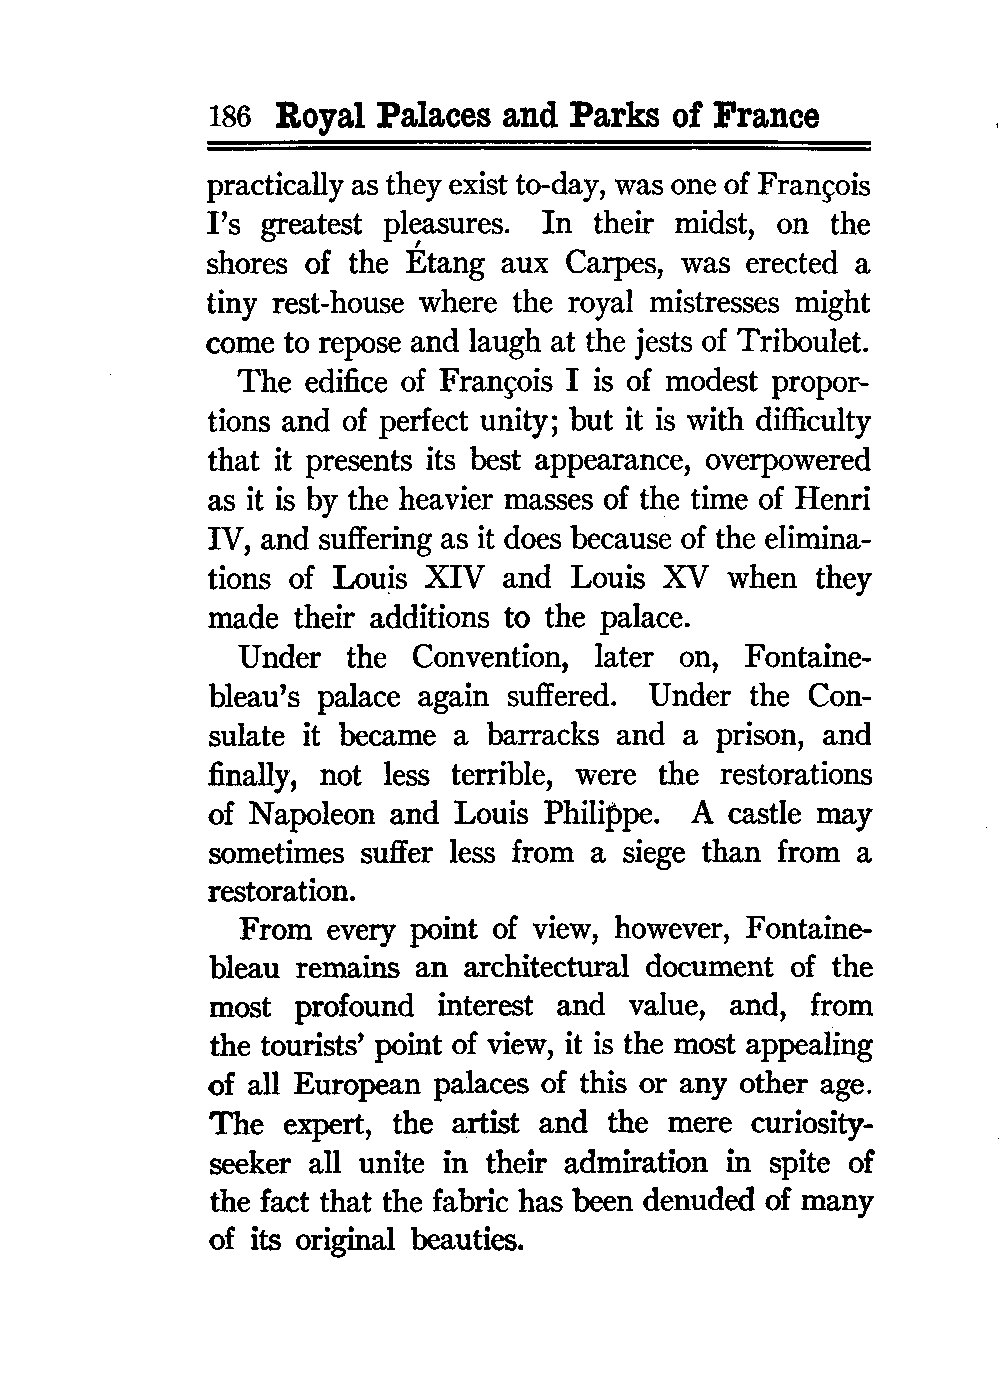 186 Royal Palaces and Parks of France
practically as they exist to-day, was one of François
I's greatest pleasures. In their midst, on the
shores of the Étang aux Carpes, was erected a
tiny rest-house where the royal mistresses might
come to repose and laugh at the jests of Triboulet.
The edifice of François I is of modest propor-
tions and of perfect unity; but it is with difficulty
that it presents its best appearance, overpowered
as it is by the heavier masses of the time of Henri
IV, and suffering as it does because of the elimina-
tions of Louis XIV and Louis XV when they
made their additions to the palace.
Under the Convention, later on, Fontaine-
bleau's palace again suffered. Under the Con-
sulate it became a barracks and a prison, and
finally, not less terrible, were the restorations
of Napoleon and Louis Philippe. A castle may
sometimes suffer less from a siege than from a
restoration.
From every point of view, however, Fontaine-
bleau remains an architectural document of the
most profound interest and value, and, from
the tourists' point of view, it is the most appealing
of all European palaces of this or any other age.
The expert, the artist and the mere curiosity-
seeker all unite in their admiration in spite of
the fact that the fabric has been denuded of many
of its original beauties.